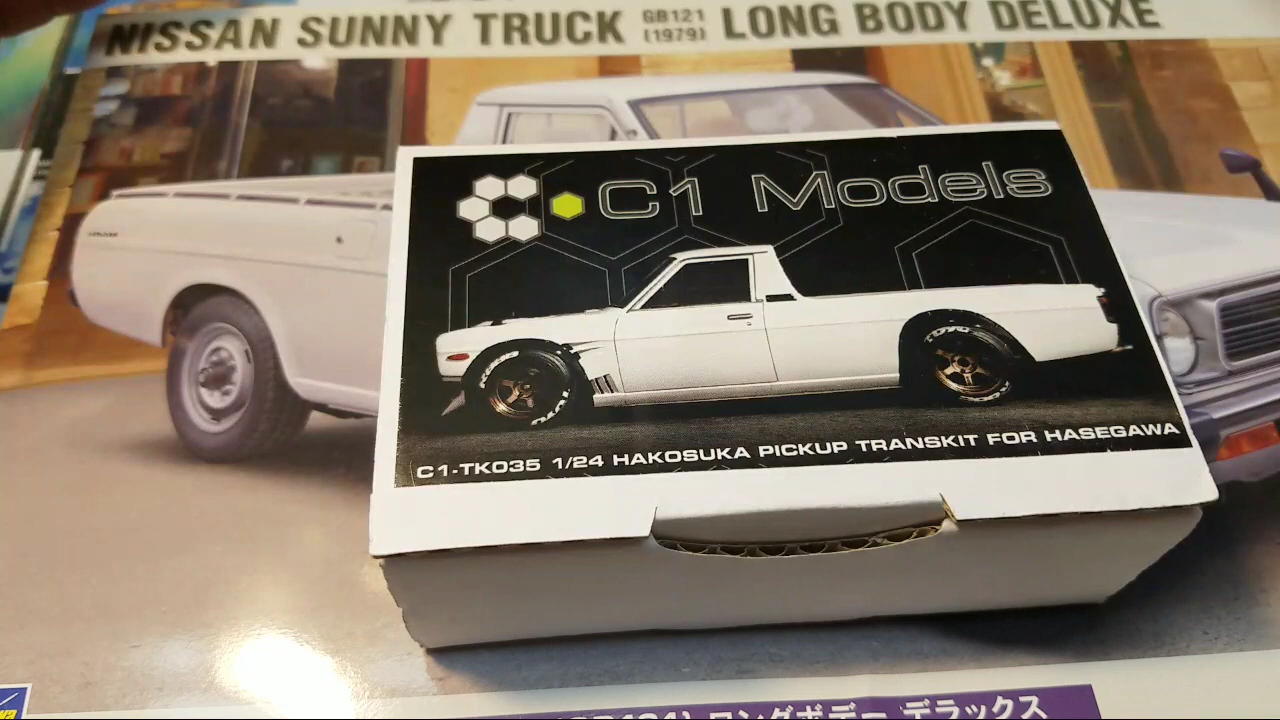 NISSAN SUNNY TRUCK GB121 (1979) LONG BODY DELUXE
C1 Models
C1-TK035 1/24 HAKOSUKA PICKUP TRANSKIT FOR HASEGAWA
ロングボデー デラックス